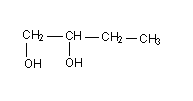 CH₂ — CH — CH₂ — CH₃
OH OH